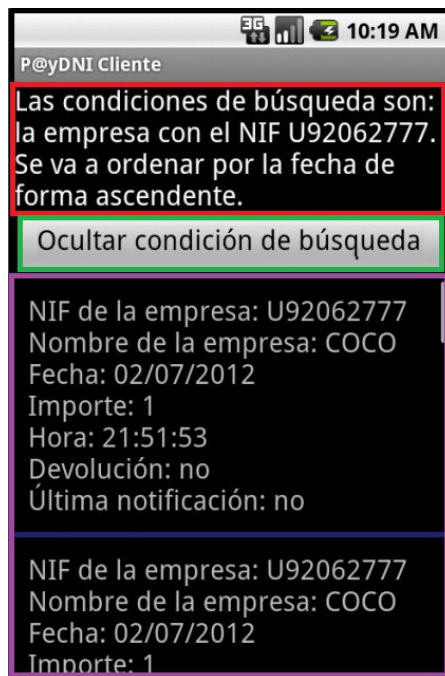 3G 10:19 AM
P@yDNI Cliente
Las condiciones de búsqueda son:
la empresa con el NIF U92062777.
Se va a ordenar por la fecha de
forma ascendente.
Ocultar condición de búsqueda
NIF de la empresa: U92062777
Nombre de la empresa: COCO
Fecha: 02/07/2012
Importe: 1
Hora: 21:51:53
Devolución: no
Última notificación: no
NIF de la empresa: U92062777
Nombre de la empresa: COCO
Fecha: 02/07/2012
Importe: 1